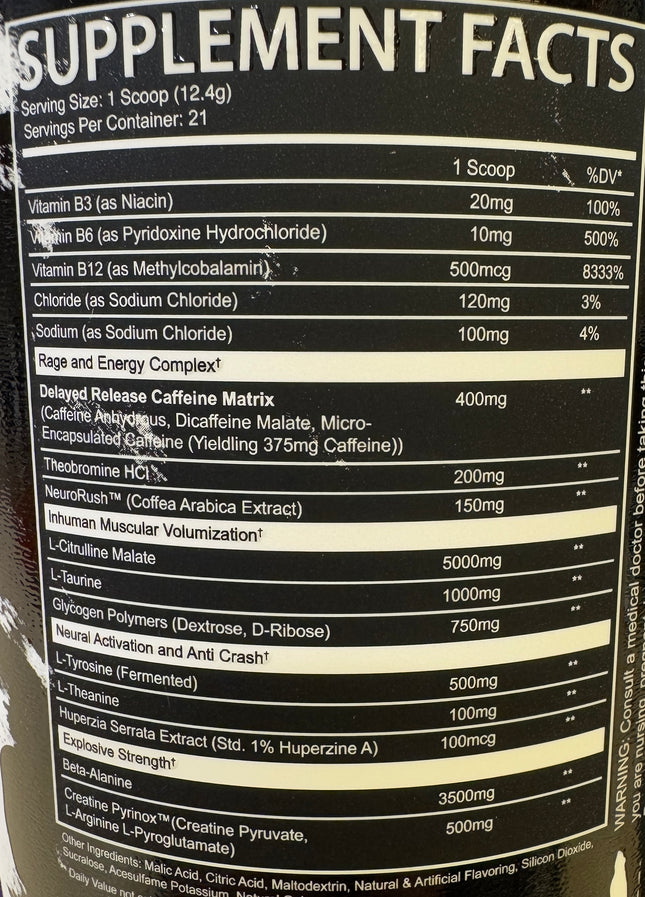 SUPPLEMENT FACTS
Serving Size: 1 Scoop (12.4g)
Servings Per Container: 21
1 Scoop %DV*
Vitamin B3 (as Niacin) 20mg 100%
Vitamin B6 (as Pyridoxine Hydrochloride) 10mg 500%
Vitamin B12 (as Methylcobalamin) 500mcg 8333%
Chloride (as Sodium Chloride) 120mg 3%
Sodium (as Sodium Chloride) 100mg 4%
Rage and Energy Complex†
Delayed Release Caffeine Matrix 400mg **
(Caffeine Anhydrous, Dicaffeine Malate, Micro-
Encapsulated Caffeine (Yieldling 375mg Caffeine))
Theobromine HCl 200mg **
NeuroRush™ (Coffea Arabica Extract) 150mg **
Inhuman Muscular Volumization†
L-Citrulline Malate 5000mg **
L-Taurine 1000mg **
Glycogen Polymers (Dextrose, D-Ribose) 750mg **
Neural Activation and Anti Crash†
L-Tyrosine (Fermented) 500mg **
L-Theanine 100mg **
Huperzia Serrata Extract (Std. 1% Huperzine A) 100mcg **
Explosive Strength†
Beta-Alanine 3500mg **
Creatine Pyrinox™ (Creatine Pyruvate, 500mg **
L-Arginine L-Pyroglutamate)
Other Ingredients: Malic Acid, Citric Acid, Maltodextrin, Natural & Artificial Flavoring, Silicon Dioxide,
Sucralose, Acesulfame Potassium,
** Daily Value not
WARNING: Consult a medical doctor before taking
you are nursing,